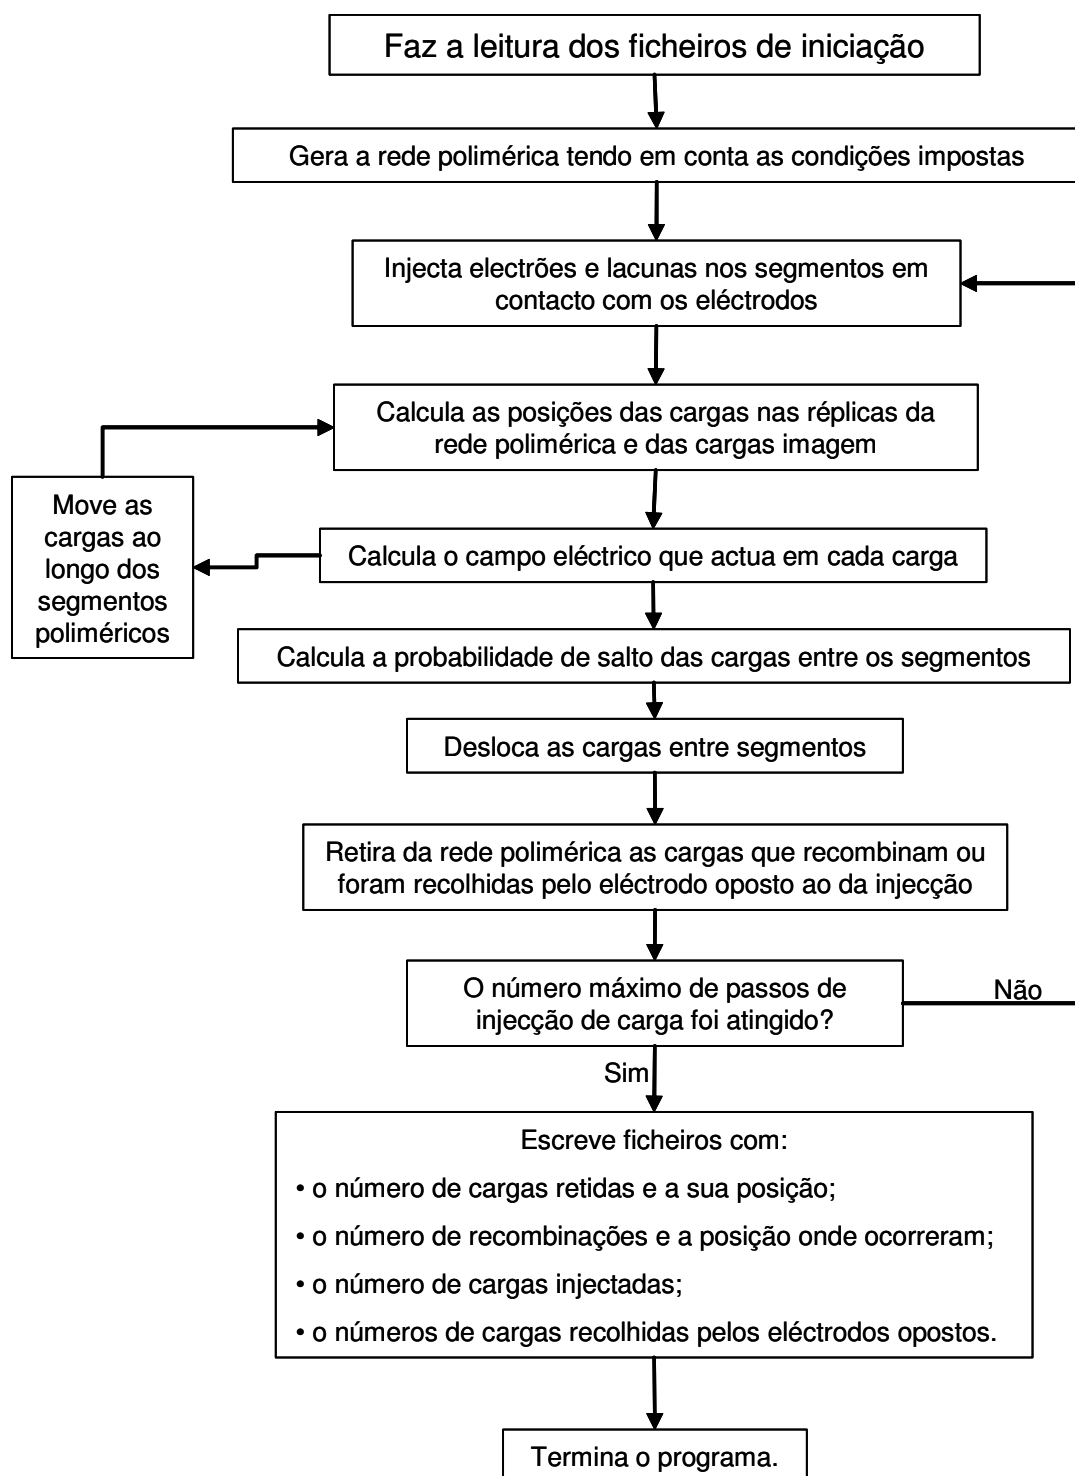 Faz a leitura dos ficheiros de iniciação
Gera a rede polimérica tendo em conta as condições impostas
Injecta electrões e lacunas nos segmentos em
contacto com os eléctrodos
Calcula as posições das cargas nas réplicas da
rede polimérica e das cargas imagem
Move as
cargas ao
longo dos
segmentos
poliméricos
Calcula o campo eléctrico que actua em cada carga
Calcula a probabilidade de salto das cargas entre os segmentos
Desloca as cargas entre segmentos
Retira da rede polimérica as cargas que recombinam ou
foram recolhidas pelo eléctrodo oposto ao da injecção
O número máximo de passos de
injecção de carga foi atingido?
Não
Sim
Escreve ficheiros com:
• o número de cargas retidas e a sua posição;
• o número de recombinações e a posição onde ocorreram;
• o número de cargas injectadas;
• o números de cargas recolhidas pelos eléctrodos opostos.
Termina o programa.